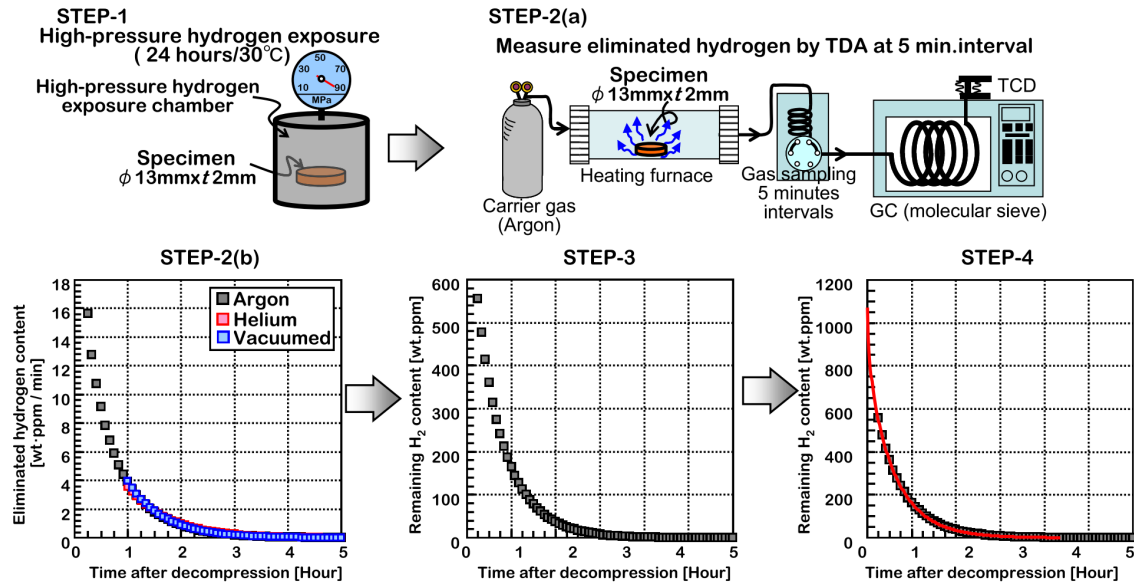 STEP-1
High-pressure hydrogen exposure
( 24 hours/30℃)
High-pressure hydrogen
exposure chamber
50
30 70
10 90
MPa
Specimen
ϕ 13mmx t 2mm
STEP-2(a)
Measure eliminated hydrogen by TDA at 5 min.interval
Specimen
ϕ 13mmx t 2mm
TCD
Heating furnace
Carrier gas
(Argon)
Gas sampling
5 minutes
intervals
GC (molecular sieve)
STEP-2(b)
Eliminated hydrogen content
[wt·ppm / min]
18
16
14
12
10
8
6
4
2
0
Argon
Helium
Vacuumed
0 1 2 3 4 5
Time after decompression [Hour]
STEP-3
Remaining H₂ content [wt.ppm]
600
500
400
300
200
100
0
0 1 2 3 4 5
Time after decompression [Hour]
STEP-4
Remaining H₂ content [wt.ppm]
1200
1000
800
600
400
200
0
0 1 2 3 4 5
Time after decompression [Hour]